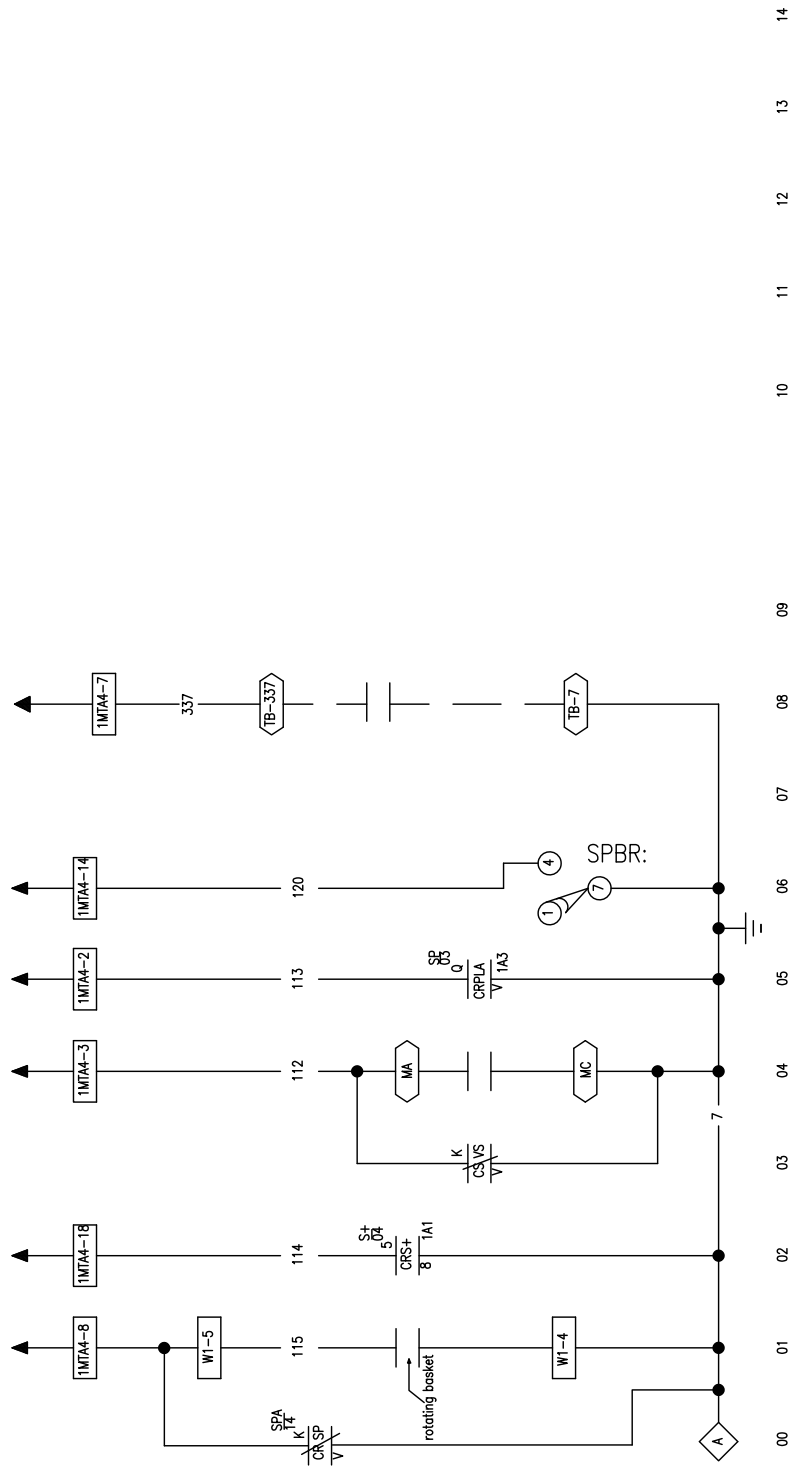 1MTA4-8
W1-5
115
rotating basket
W1-4
SPA
14
K
CR SP
V
00
01
A
1MTA4-18
114
S+
04
5
CRS+
8
1A1
02
K
CS VS
V
03
1MTA4-3
112
MA
MC
7
04
1MTA4-2
113
SP
03
Q
CRPLA
V
1A3
05
1MTA4-14
120
4
1
7
SPBR:
06
07
1MTA4-7
337
TB-337
TB-7
08
09
10
11
12
13
14